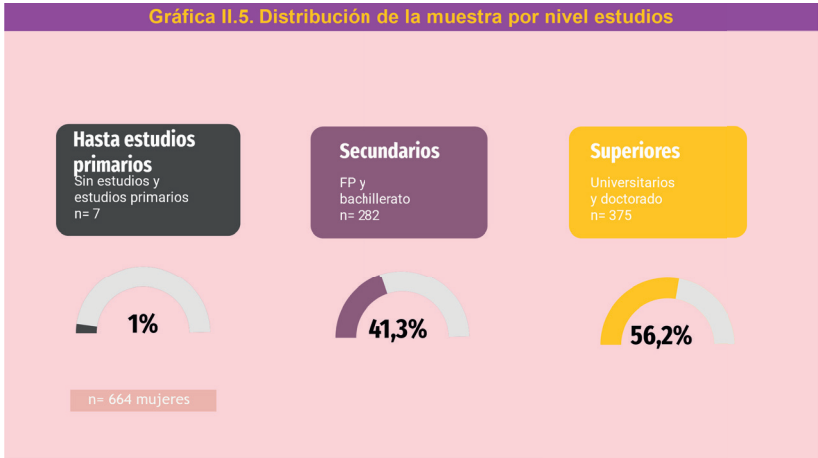 Gráfica II.5. Distribución de la muestra por nivel estudios
Hasta estudios
primarios
Sin estudios y
estudios primarios
n= 7
Secundarios
FP y
bachillerato
n= 282
Superiores
Universitarios
y doctorado
n= 375
1%
41,3%
56,2%
n= 664 mujeres